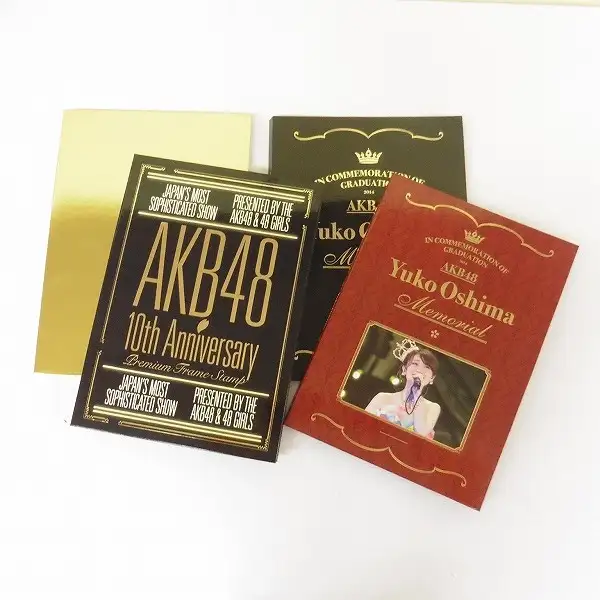 JAPAN'S MOST
SOPHISTICATED SHOW
PRESENTED BY THE
AKB48 & 48 GIRLS
AKB48
10th Anniversary
Premium Frame Stamp
JAPAN'S MOST
SOPHISTICATED SHOW
PRESENTED BY THE
AKB48 & 48 GIRLS
IN COMMEMORATION OF
GRADUATION
2014
AKB
Yuko O
M
IN COMMEMORATION OF
GRADUATION
2014
AKB48
Yuko Oshima
Memorial